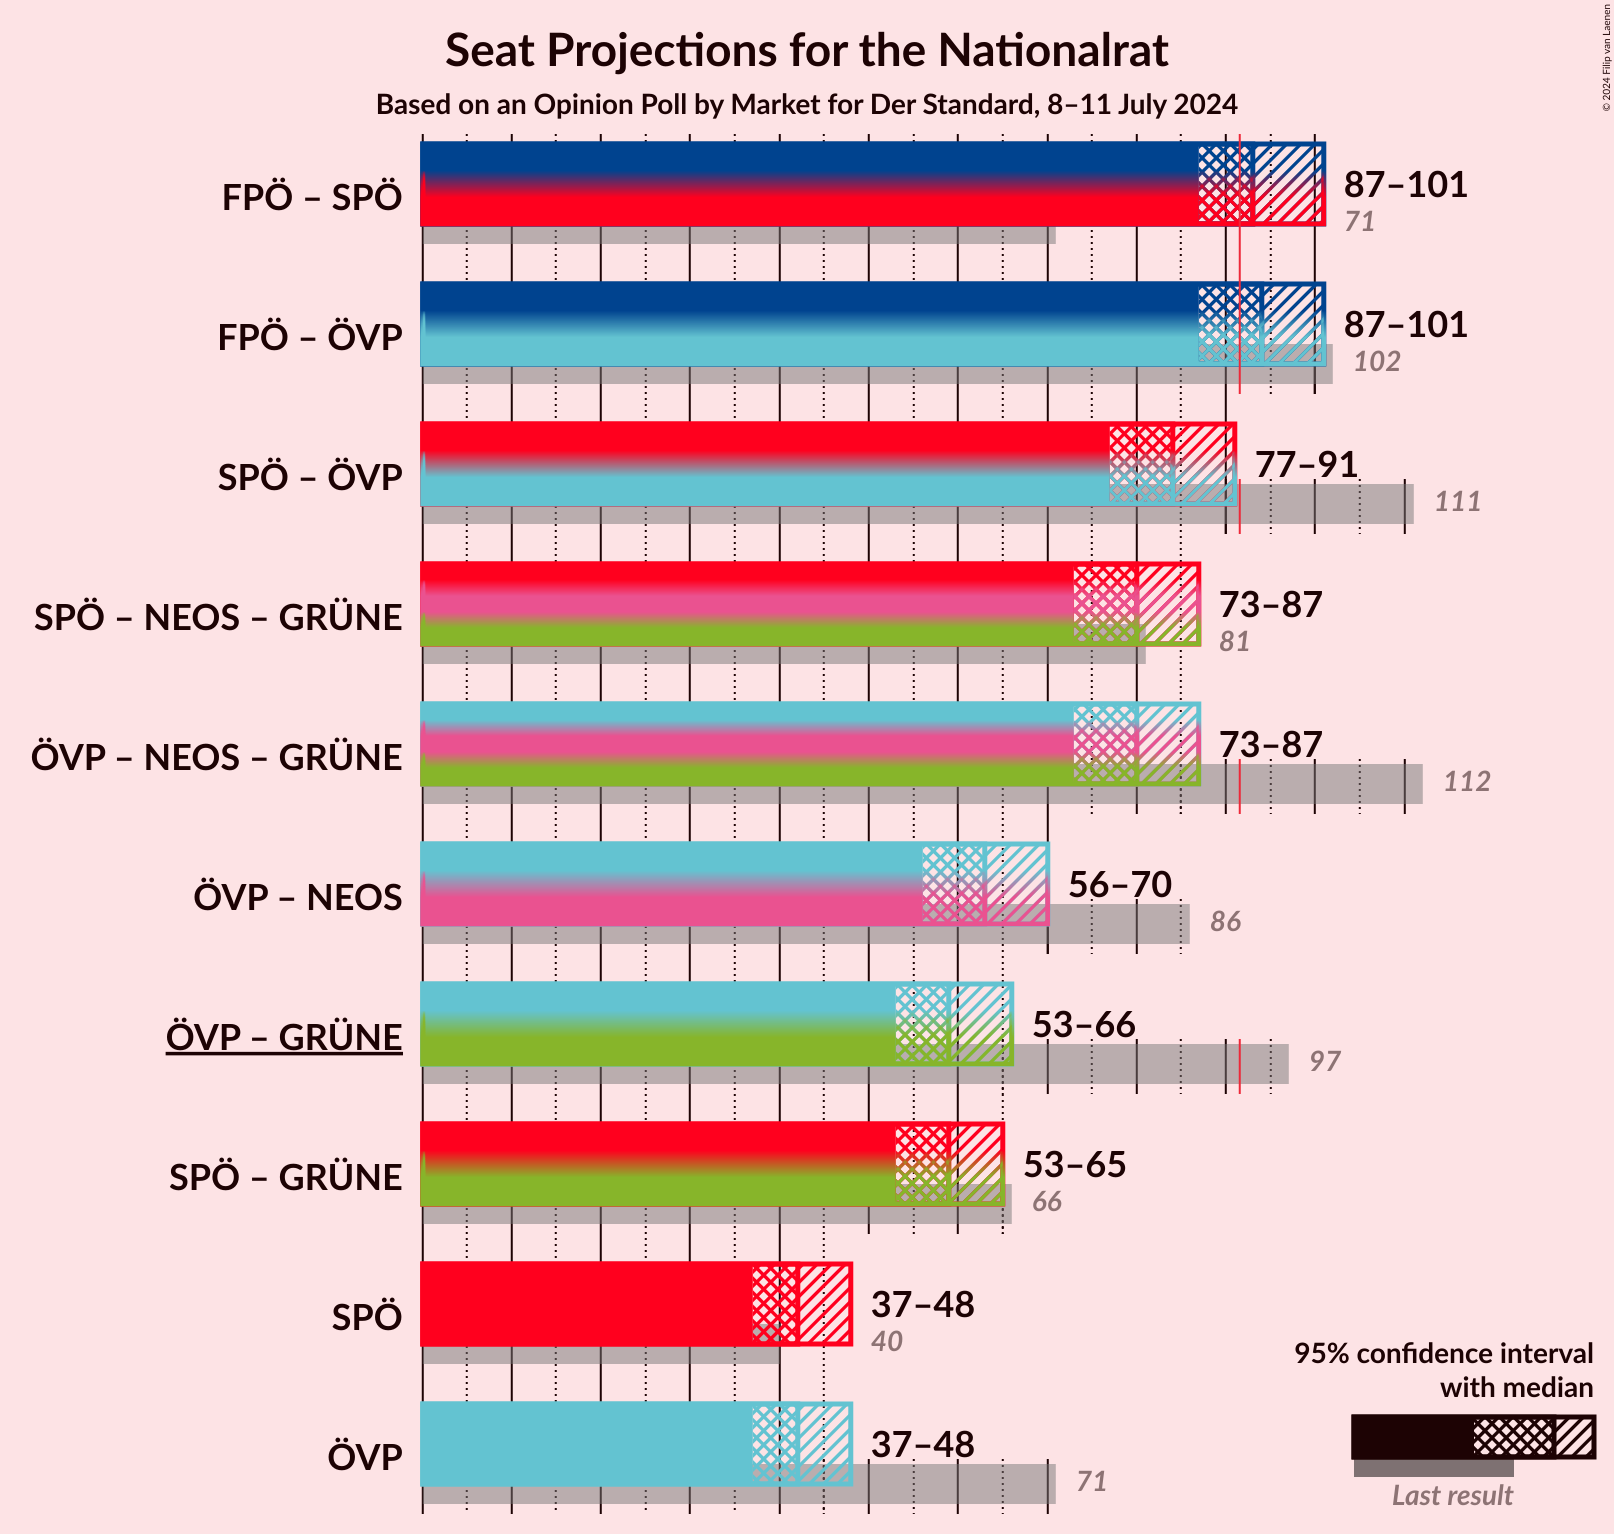 Seat Projections for the Nationalrat
Based on an Opinion Poll by Market for Der Standard, 8–11 July 2024
© 2024 Filip van Laenen
FPÖ – SPÖ
87–101
71
FPÖ – ÖVP
87–101
102
SPÖ – ÖVP
77–91
111
SPÖ – NEOS – GRÜNE
73–87
81
ÖVP – NEOS – GRÜNE
73–87
112
ÖVP – NEOS
56–70
86
ÖVP – GRÜNE
53–66
97
SPÖ – GRÜNE
53–65
66
SPÖ
37–48
40
ÖVP
37–48
71
95% confidence interval
with median
Last result